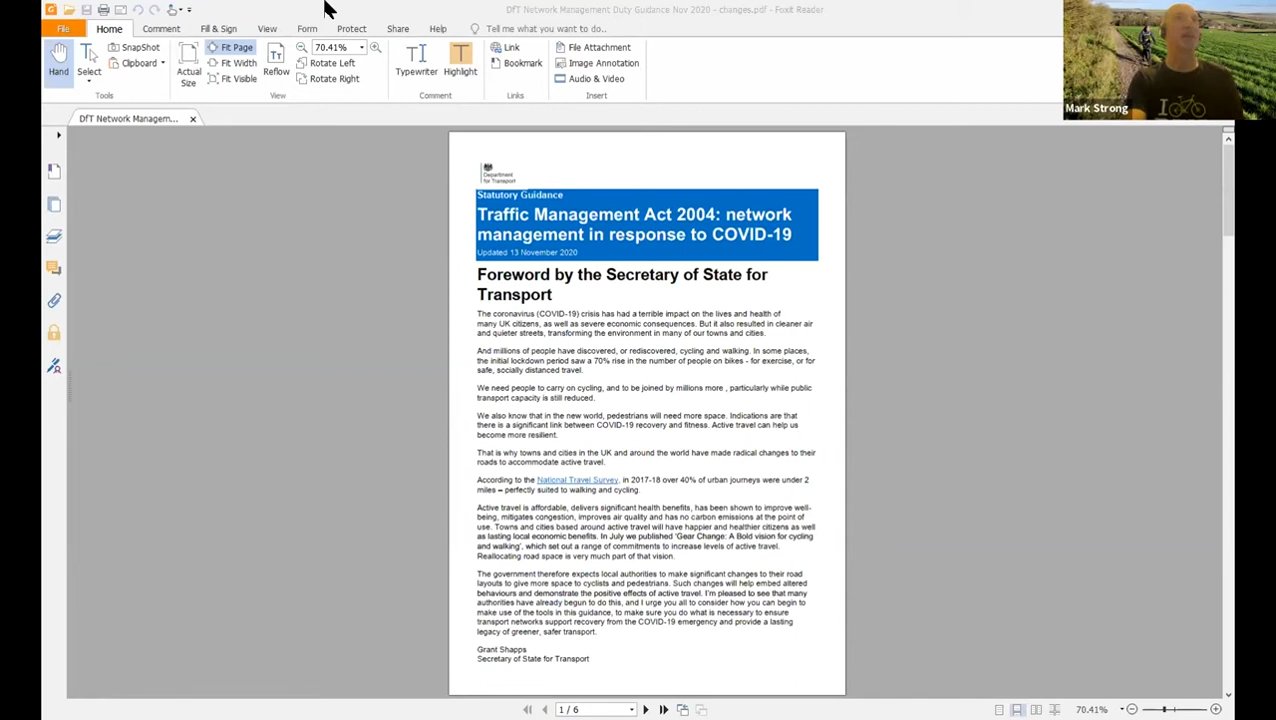 DfT Network Management Duty Guidance Nov 2020 - changes.pdf - Foxit Reader
File Home Comment Fill & Sign View Form Protect Share Help Tell me what you want to do..
Hand
Select
SnapShot
Clipboard
Actual
Size
Fit Page
Fit Width
Fit Visible
Reflow
70.41%
Rotate Left
Rotate Right
Typewriter
Highlight
Link
Bookmark
File Attachment
Image Annotation
Audio & Video
Tools
View
Comment
Links
Insert
Mark Strong
I
DfT Network Managem...
Department
for Transport
Statutory Guidance
Traffic Management Act 2004: network
management in response to COVID-19
Updated 13 November 2020
Foreword by the Secretary of State for
Transport
The coronavirus (COVID-19) crisis has had a terrible impact on the lives and health of
many UK citizens, as well as severe economic consequences. But it also resulted in cleaner air
and quieter streets, transforming the environment in many of our towns and cities.
And millions of people have discovered, or rediscovered, cycling and walking. In some places,
the initial lockdown period saw a 70% rise in the number of people on bikes - for exercise, or for
safe, socially distanced travel.
We need people to carry on cycling, and to be joined by millions more , particularly while public
transport capacity is still reduced.
We also know that in the new world, pedestrians will need more space. Indications are that
there is a significant link between COVID-19 recovery and fitness. Active travel can help us
become more resilient.
That is why towns and cities in the UK and around the world have made radical changes to their
roads to accommodate active travel.
According to the National Travel Survey, in 2017-18 over 40% of urban journeys were under 2
miles – perfectly suited to walking and cycling.
Active travel is affordable, delivers significant health benefits, has been shown to improve well-
being, mitigates congestion, improves air quality and has no carbon emissions at the point of
use. Towns and cities based around active travel will have happier and healthier citizens as well
as lasting local economic benefits. In July we published ‘Gear Change: A Bold vision for cycling
and walking’, which set out a range of commitments to increase levels of active travel.
Reallocating road space is very much part of that vision.
The government therefore expects local authorities to make significant changes to their road
layouts to give more space to cyclists and pedestrians. Such changes will help embed altered
behaviours and demonstrate the positive effects of active travel. I’m pleased to see that many
authorities have already begun to do this, and I urge you all to consider how you can begin to
make use of the tools in this guidance, to make sure you do what is necessary to ensure
transport networks support recovery from the COVID-19 emergency and provide a lasting
legacy of greener, safer transport.
Grant Shapps
Secretary of State for Transport
1 / 6
70.41%